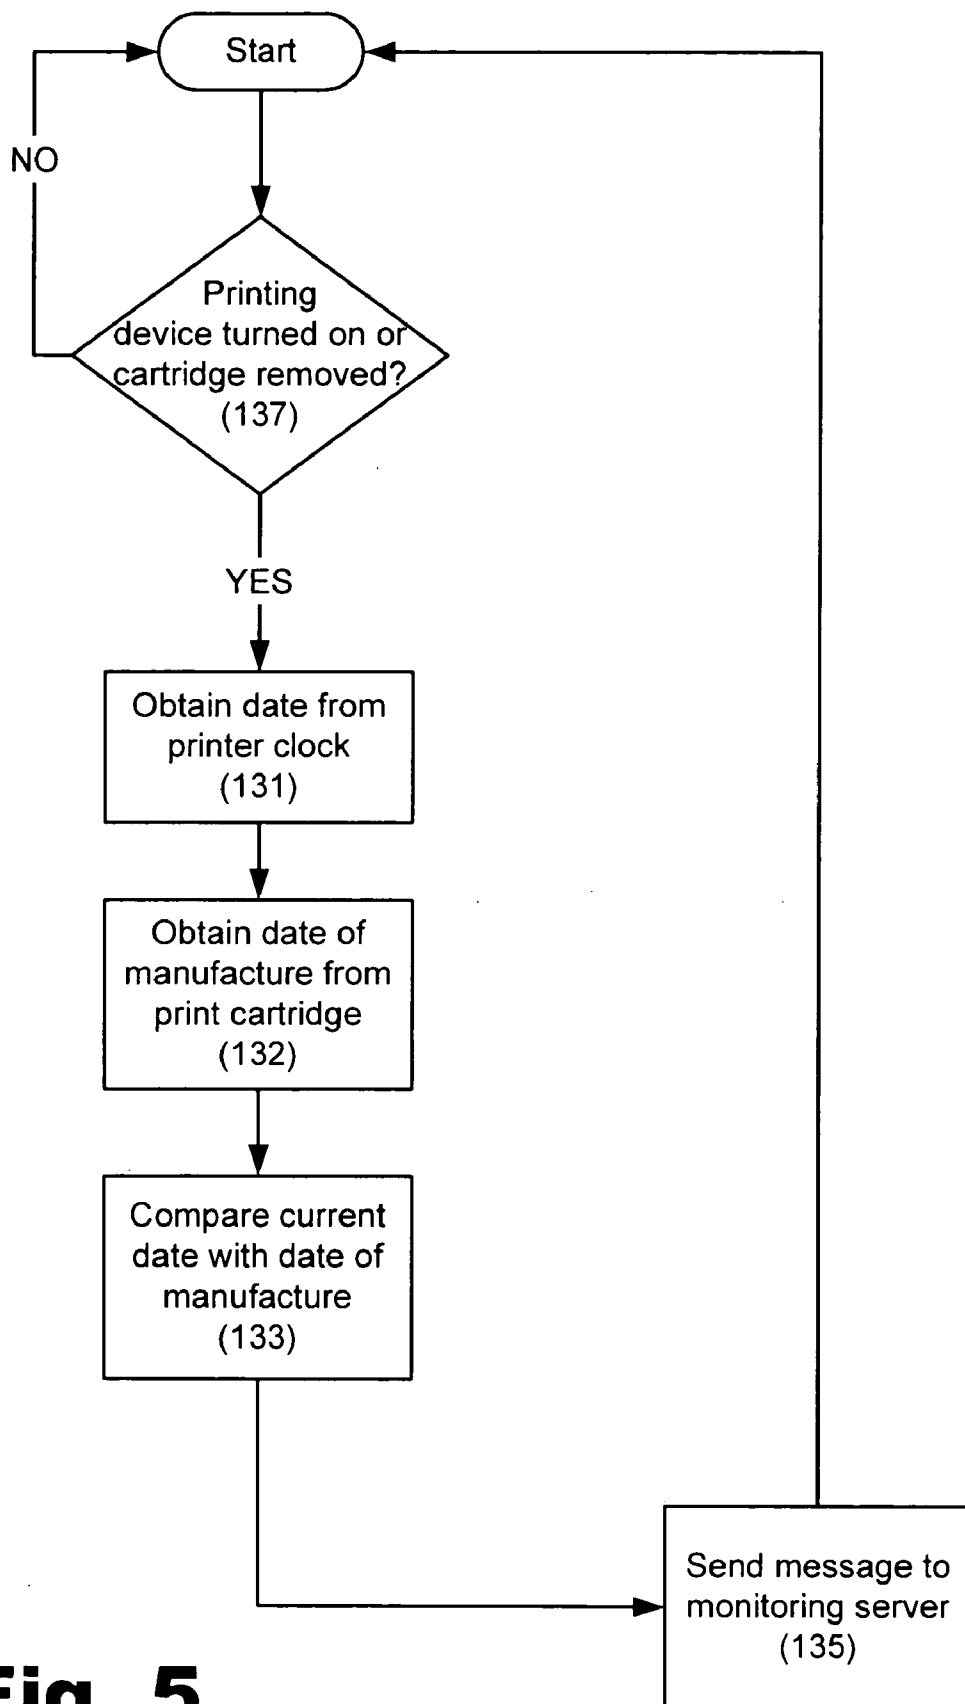 Start
NO
Printing
device turned on or
cartridge removed?
(137)
YES
Obtain date from
printer clock
(131)
Obtain date of
manufacture from
print cartridge
(132)
Compare current
date with date of
manufacture
(133)
Send message to
monitoring server
(135)
Fig. 5